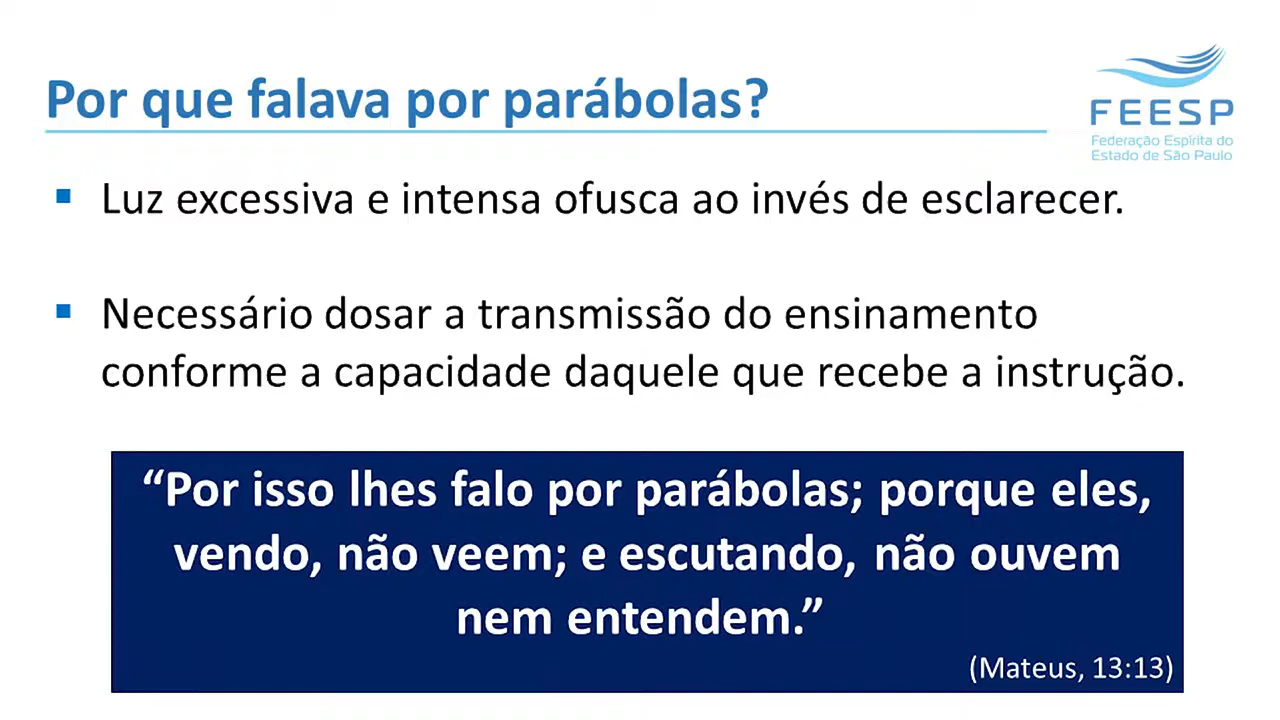 Por que falava por parábolas?
FEESP
Federação Espírita do
Estado de São Paulo
▪ Luz excessiva e intensa ofusca ao invés de esclarecer.
▪ Necessário dosar a transmissão do ensinamento
conforme a capacidade daquele que recebe a instrução.
“Por isso lhes falo por parábolas; porque eles,
vendo, não veem; e escutando, não ouvem
nem entendem.”
(Mateus, 13:13)